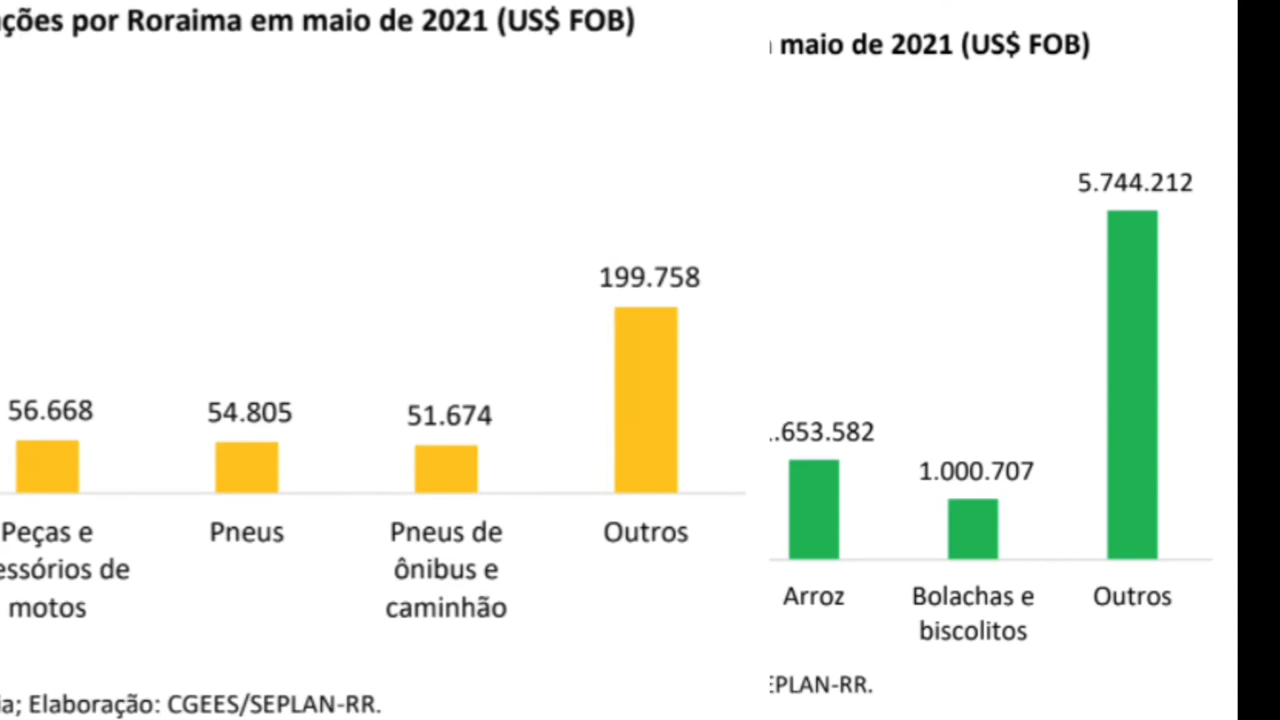 ções por Roraima em maio de 2021 (US$ FOB)
199.758
56.668
54.805
51.674
Peças e
essórios de
motos
Pneus
Pneus de
ônibus e
caminhão
Outros
ia; Elaboração: CGEES/SEPLAN-RR.
maio de 2021 (US$ FOB)
5.744.212
.653.582
1.000.707
Arroz
Bolachas e
biscolitos
Outros
EPLAN-RR.